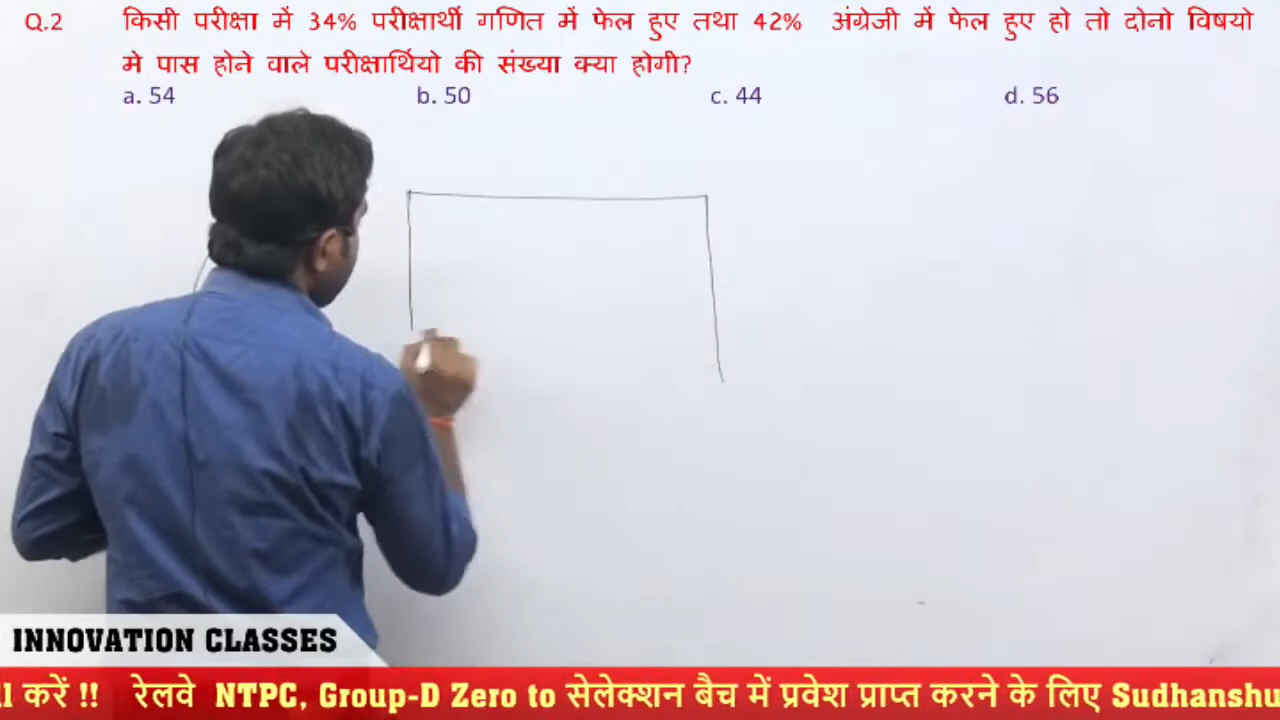 Q.2 किसी परीक्षा में 34% परीक्षार्थी गणित में फेल हुए तथा 42% अंग्रेजी में फेल हुए हो तो दोनो विषयो
मे पास होने वाले परीक्षार्थियो की संख्या क्या होगी?
a. 54 b. 50 c. 44 d. 56
INNOVATION CLASSES
करें !! रेलवे NTPC, Group-D Zero to सेलेक्शन बैच में प्रवेश प्राप्त करने के लिए Sudhanshu